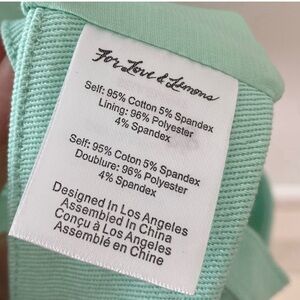 For Love & Lemons
Self: 95% Cotton 5% Spandex
Lining: 96% Polyester
4% Spandex
Self: 95% Coton 5% Spandex
Doublure: 96% Polyester
4% Spandex
Designed In Los Angeles
Assembled In China
Conçu à Los Angeles
Assemblé en Chine